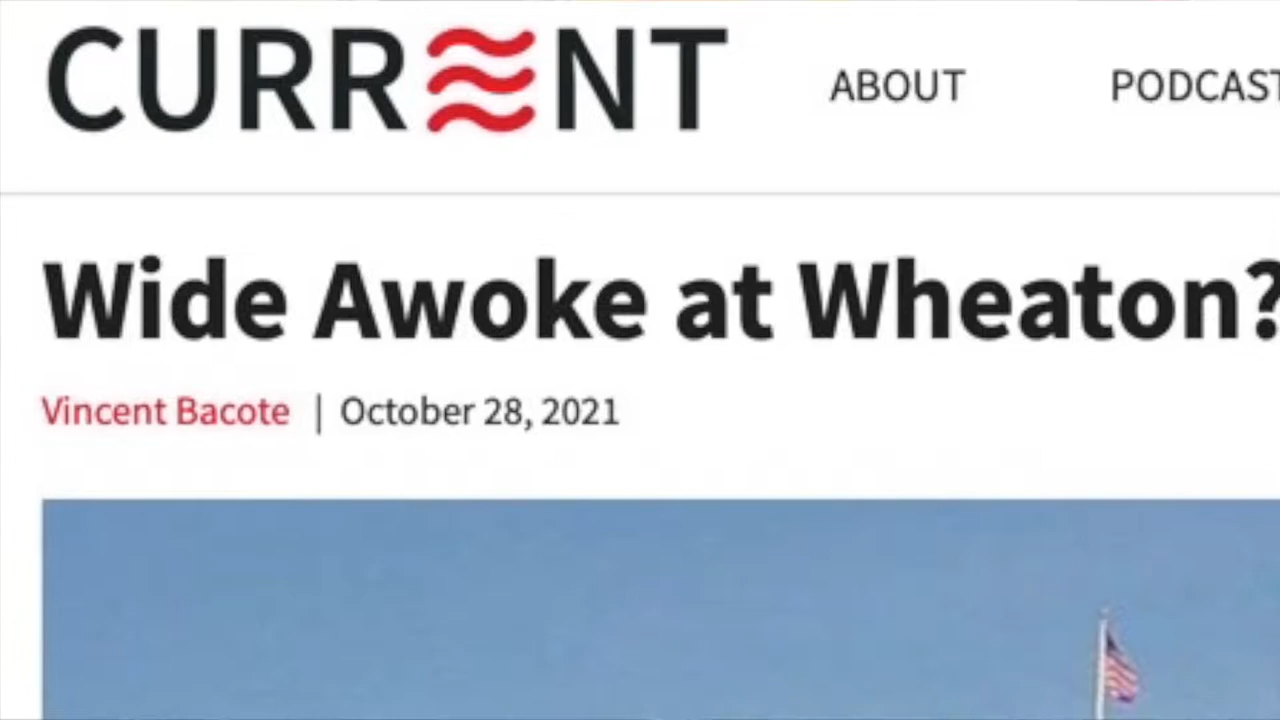 CURRENT ABOUT PODCAST
Wide Awoke at Wheaton?
Vincent Bacote | October 28, 2021